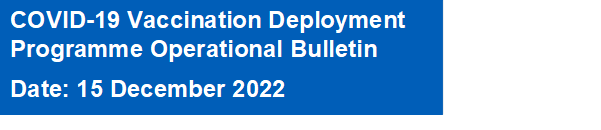 COVID-19 Vaccination Deployment
Programme Operational Bulletin
Date: 15 December 2022